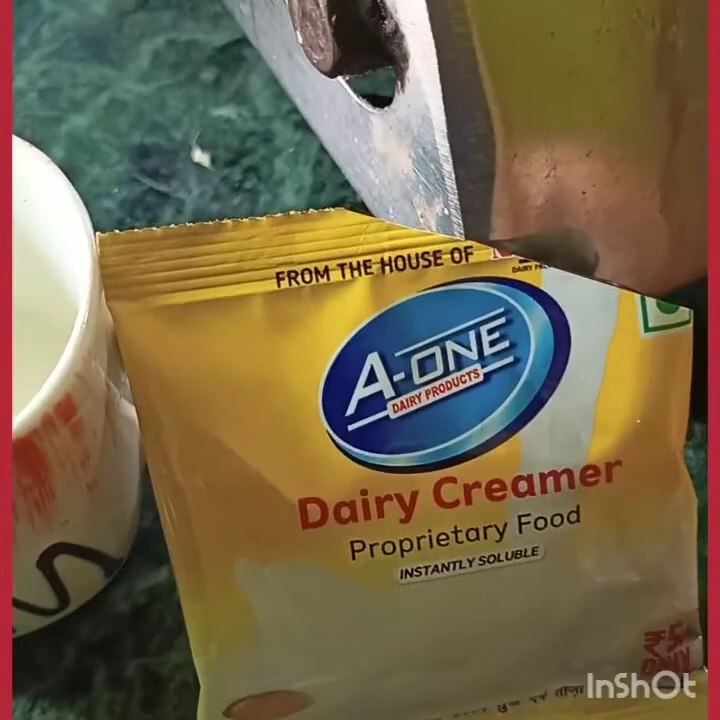 FROM THE HOUSE OF
A-ONE
DAIRY PRODUCTS
Dairy Creamer
Proprietary Food
INSTANTLY SOLUBLE
InShOt